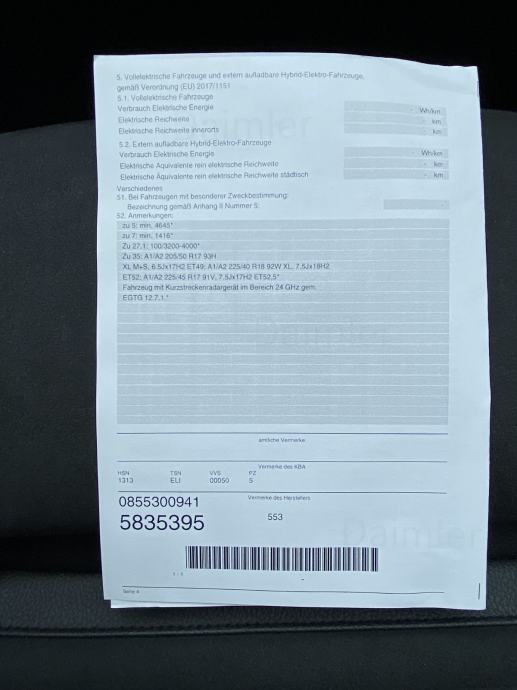 5. Vollelektrische Fahrzeuge und extern aufladbare Hybrid-Elektro-Fahrzeuge,
gemäß Verordnung (EU) 2017/1151
5.1. Vollelektrische Fahrzeuge
Verbrauch Elektrische Energie - Wh/km
Elektrische Reichweite - km
Elektrische Reichweite innerorts - km
5.2. Extern aufladbare Hybrid-Elektro-Fahrzeuge
Verbrauch Elektrische Energie - Wh/km
Elektrische Äquivalente rein elektrische Reichweite - km
Elektrische Äquivalente rein elektrische Reichweite städtisch - km
Verschiedenes
51. Bei Fahrzeugen mit besonderer Zweckbestimmung:
Bezeichnung gemäß Anhang II Nummer 5: -
52. Anmerkungen:
zu 5: min. 4645*
zu 7: min. 1416*
Zu 27.1: 100/3200-4000*
Zu 35: A1/A2 205/50 R17 93H
XL M+S, 6.5Jx17H2 ET49; A1/A2 225/40 R18 92W XL, 7.5Jx18H2
ET52; A1/A2 225/45 R17 91V, 7.5Jx17H2 ET52,5*
Fahrzeug mit Kurzstreckenradargerät im Bereich 24 GHz gem.
EGTG 12.7.1.*
Daimler
amtliche Vermerke
Vermerke des KBA
HSN TSN VVS PZ
1313 ELI 00050 S
0855300941 Vermerke des Herstellers
5835395 553
Daimler
1 / 1
Seite 4